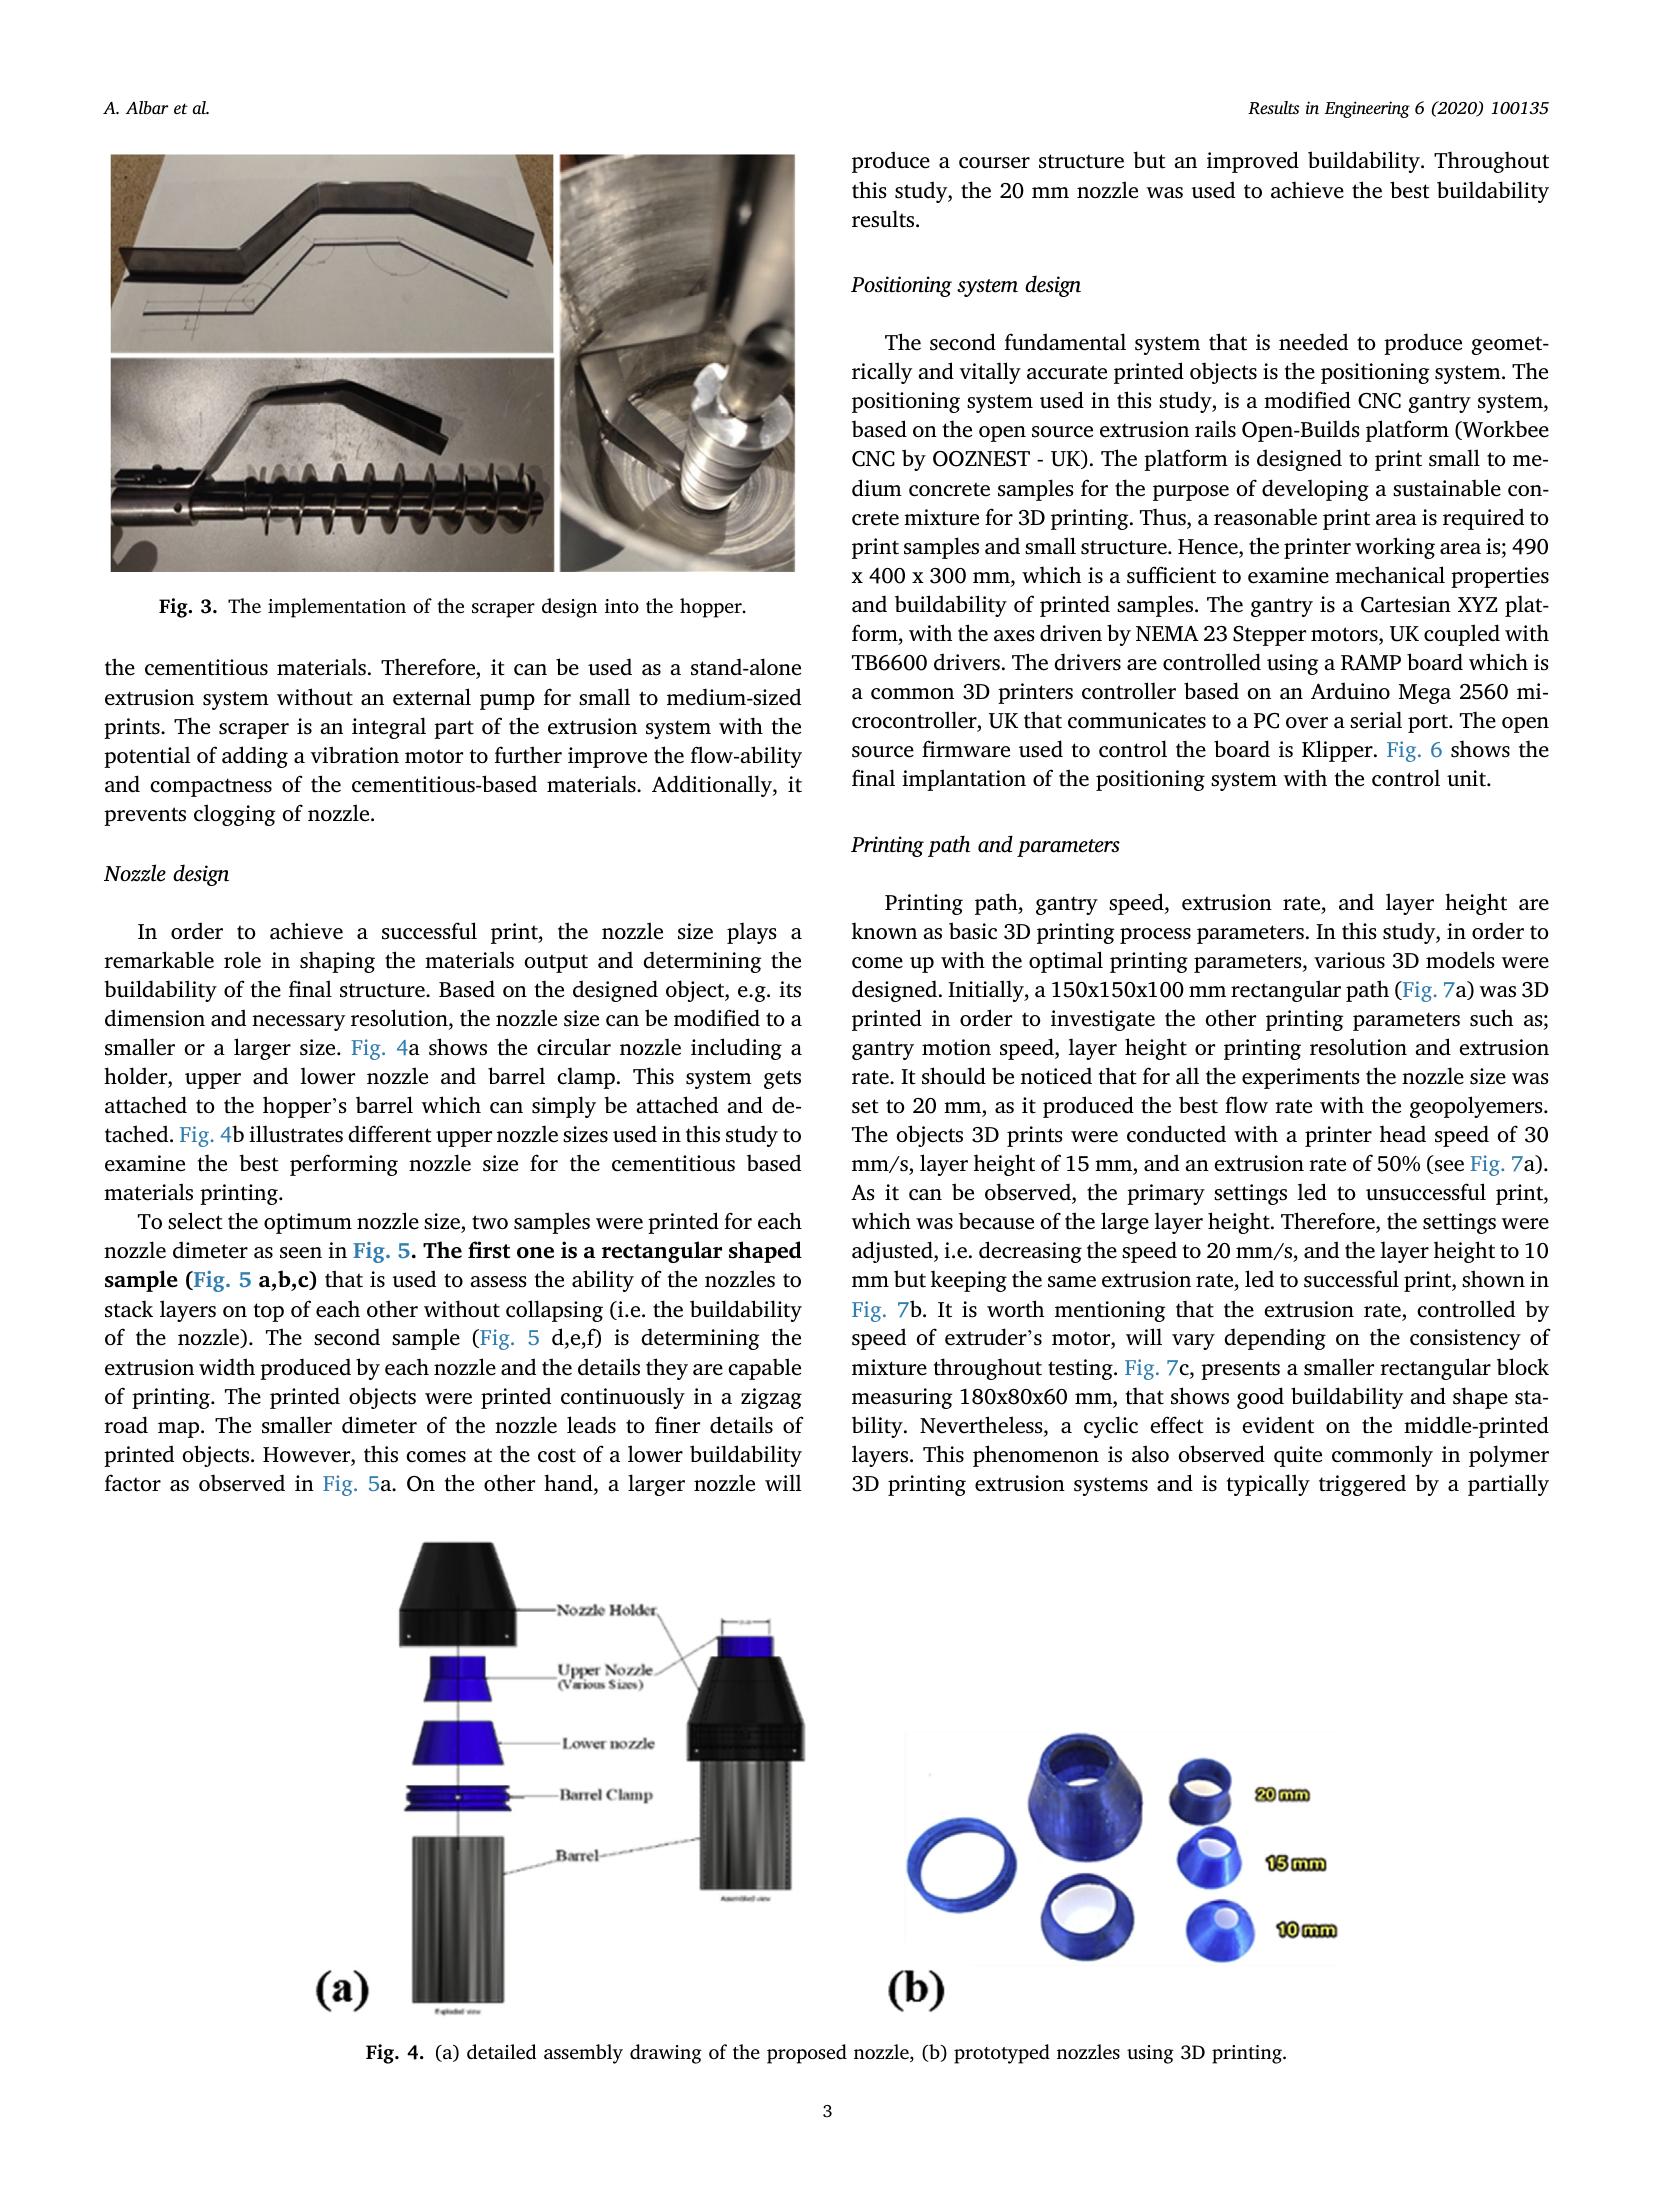 A. Albar et al.
Results in Engineering 6 (2020) 100135
Fig. 3. The implementation of the scraper design into the hopper.
the cementitious materials. Therefore, it can be used as a stand-alone
extrusion system without an external pump for small to medium-sized
prints. The scraper is an integral part of the extrusion system with the
potential of adding a vibration motor to further improve the flow-ability
and compactness of the cementitious-based materials. Additionally, it
prevents clogging of nozzle.
Nozzle design
In order to achieve a successful print, the nozzle size plays a
remarkable role in shaping the materials output and determining the
buildability of the final structure. Based on the designed object, e.g. its
dimension and necessary resolution, the nozzle size can be modified to a
smaller or a larger size. Fig. 4a shows the circular nozzle including a
holder, upper and lower nozzle and barrel clamp. This system gets
attached to the hopper's barrel which can simply be attached and de-
tached. Fig. 4b illustrates different upper nozzle sizes used in this study to
examine the best performing nozzle size for the cementitious based
materials printing.
To select the optimum nozzle size, two samples were printed for each
nozzle dimeter as seen in Fig. 5. The first one is a rectangular shaped
sample (Fig. 5 a,b,c) that is used to assess the ability of the nozzles to
stack layers on top of each other without collapsing (i.e. the buildability
of the nozzle). The second sample (Fig. 5 d,e,f) is determining the
extrusion width produced by each nozzle and the details they are capable
of printing. The printed objects were printed continuously in a zigzag
road map. The smaller dimeter of the nozzle leads to finer details of
printed objects. However, this comes at the cost of a lower buildability
factor as observed in Fig. 5a. On the other hand, a larger nozzle will
produce a courser structure but an improved buildability. Throughout
this study, the 20 mm nozzle was used to achieve the best buildability
results.
Positioning system design
The second fundamental system that is needed to produce geomet-
rically and vitally accurate printed objects is the positioning system. The
positioning system used in this study, is a modified CNC gantry system,
based on the open source extrusion rails Open-Builds platform (Workbee
CNC by OOZNEST - UK). The platform is designed to print small to me-
dium concrete samples for the purpose of developing a sustainable con-
crete mixture for 3D printing. Thus, a reasonable print area is required to
print samples and small structure. Hence, the printer working area is; 490
x 400 x 300 mm, which is a sufficient to examine mechanical properties
and buildability of printed samples. The gantry is a Cartesian XYZ plat-
form, with the axes driven by NEMA 23 Stepper motors, UK coupled with
TB6600 drivers. The drivers are controlled using a RAMP board which is
a common 3D printers controller based on an Arduino Mega 2560 mi-
crocontroller, UK that communicates to a PC over a serial port. The open
source firmware used to control the board is Klipper. Fig. 6 shows the
final implantation of the positioning system with the control unit.
Printing path and parameters
Printing path, gantry speed, extrusion rate, and layer height are
known as basic 3D printing process parameters. In this study, in order to
come up with the optimal printing parameters, various 3D models were
designed. Initially, a 150x150x100 mm rectangular path (Fig. 7a) was 3D
printed in order to investigate the other printing parameters such as;
gantry motion speed, layer height or printing resolution and extrusion
rate. It should be noticed that for all the experiments the nozzle size was
set to 20 mm, as it produced the best flow rate with the geopolyemers.
The objects 3D prints were conducted with a printer head speed of 30
mm/s, layer height of 15 mm, and an extrusion rate of 50% (see Fig. 7a).
As it can be observed, the primary settings led to unsuccessful print,
which was because of the large layer height. Therefore, the settings were
adjusted, i.e. decreasing the speed to 20 mm/s, and the layer height to 10
mm but keeping the same extrusion rate, led to successful print, shown in
Fig. 7b. It is worth mentioning that the extrusion rate, controlled by
speed of extruder's motor, will vary depending on the consistency of
mixture throughout testing. Fig. 7c, presents a smaller rectangular block
measuring 180x80x60 mm, that shows good buildability and shape sta-
bility. Nevertheless, a cyclic effect is evident on the middle-printed
layers. This phenomenon is also observed quite commonly in polymer
3D printing extrusion systems and is typically triggered by a partially
Nozzle Holder
Upper Nozzle
(Various Sizes)
Lower nozzle
Barrel Clamp
Barrel
Assembled view
Exploded view
(a)
20 mm
15 mm
10 mm
(b)
Fig. 4. (a) detailed assembly drawing of the proposed nozzle, (b) prototyped nozzles using 3D printing.
3